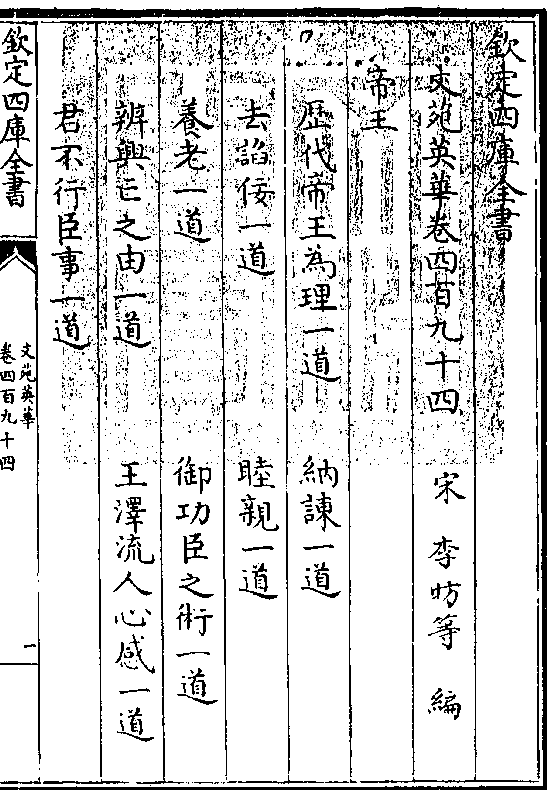 欽定四庫全書
文苑英華卷四百九十四 宋 李昉等 編
帝王
歴代帝王為理一道 納諫一道
去諂佞一道 睦親一道
養老一道 御功臣之術一道
辨興亡之由一道 王澤流人心感一道
君不行臣事一道
欽定四庫全書
文苑英華
卷四百九十四
一